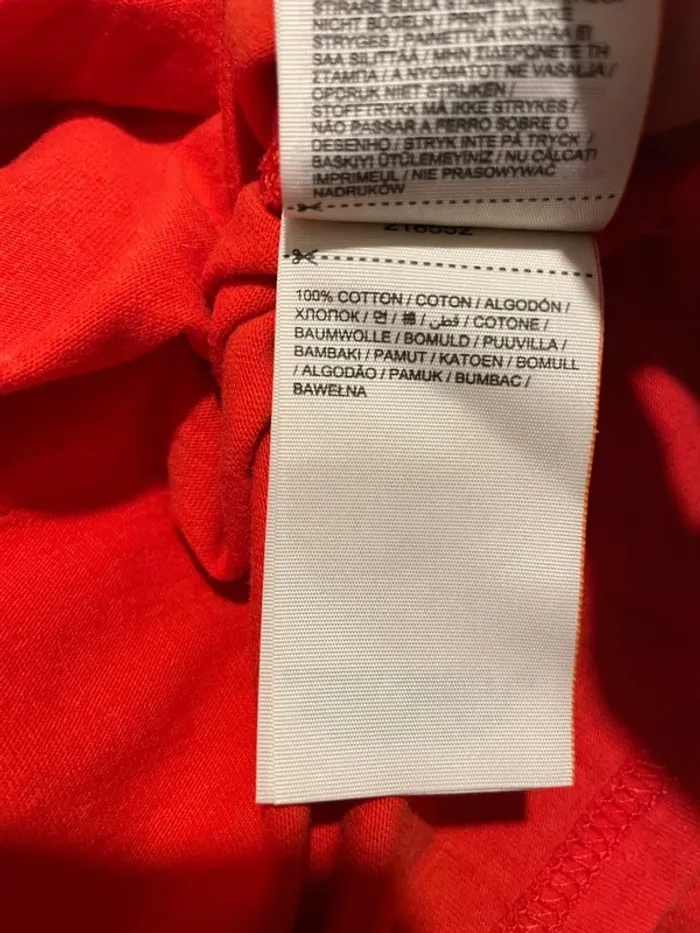 STIRARE SULLA
NICHT BÜGELN / PRINT MÅ IKKE
STRYGES / PAINETTUA KOHTAA EI
SAA SILITTÄÄ / ΜΗΝ ΣΙΔΕΡΩΝΕΤΕ ΤΗ
ΣΤΑΜΠΑ / A NYOMATOT NE VASALJA /
OPDRUK NIET STRIJKEN /
STOFFTRYKK MÅ IKKE STRYKES /
NÃO PASSAR A FERRO SOBRE O
DESENHO / STRYK INTE PÅ TRYCK /
BASKIYI ÜTÜLEMEYİNİZ / NU CĂLCAȚI
IMPRIMEUL / NIE PRASOWYWAĆ
NADRUKÓW
100% COTTON / COTON / ALGODÓN /
ХЛОПОК / 면 / 棉 / قطن / COTONE /
BAUMWOLLE / BOMULD / PUUVILLA /
BAMBAKI / PAMUT / KATOEN / BOMULL
/ ALGODÃO / PAMUK / BUMBAC /
BAWEŁNA